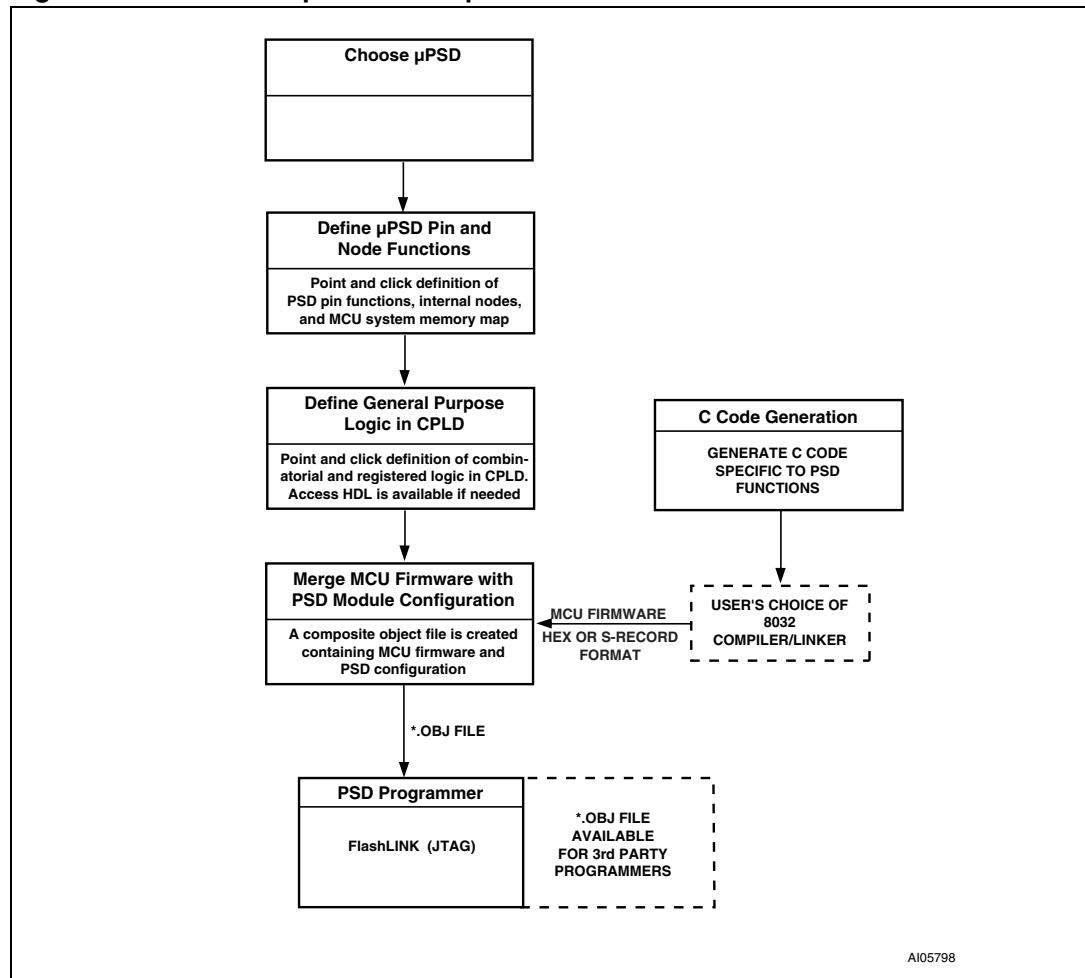 Choose µPSD
Define µPSD Pin and
Node Functions
Point and click definition of
PSD pin functions, internal nodes,
and MCU system memory map
Define General Purpose
Logic in CPLD
Point and click definition of combin-
atorial and registered logic in CPLD.
Access HDL is available if needed
C Code Generation
GENERATE C CODE
SPECIFIC TO PSD
FUNCTIONS
Merge MCU Firmware with
PSD Module Configuration
A composite object file is created
containing MCU firmware and
PSD configuration
MCU FIRMWARE
HEX OR S-RECORD
FORMAT
USER'S CHOICE OF
8032
COMPILER/LINKER
*.OBJ FILE
PSD Programmer
FlashLINK (JTAG)
*.OBJ FILE
AVAILABLE
FOR 3rd PARTY
PROGRAMMERS
AI05798